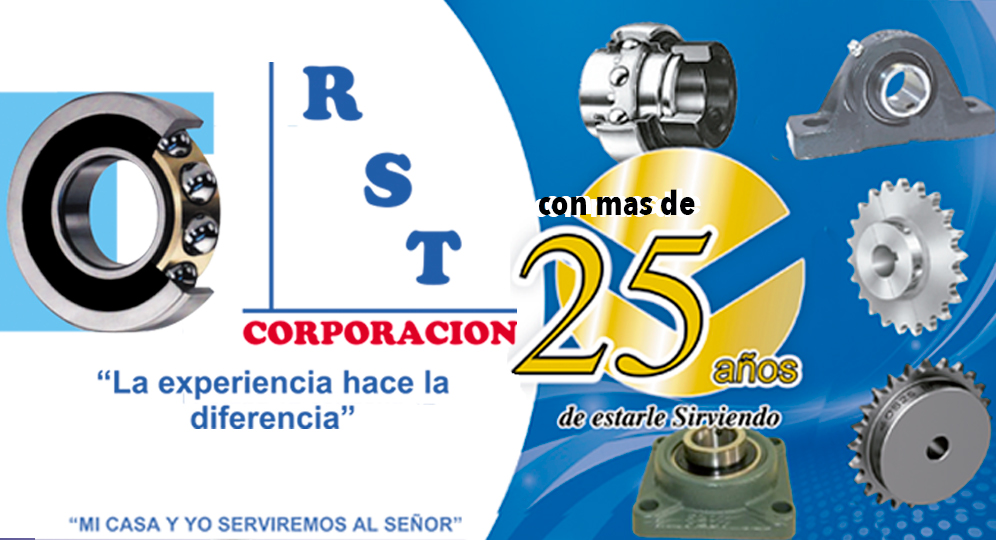 R
S
T
CORPORACION
“La experiencia hace la
diferencia”
“MI CASA Y YO SERVIREMOS AL SEÑOR”
con mas de
25
años
de estarle Sirviendo